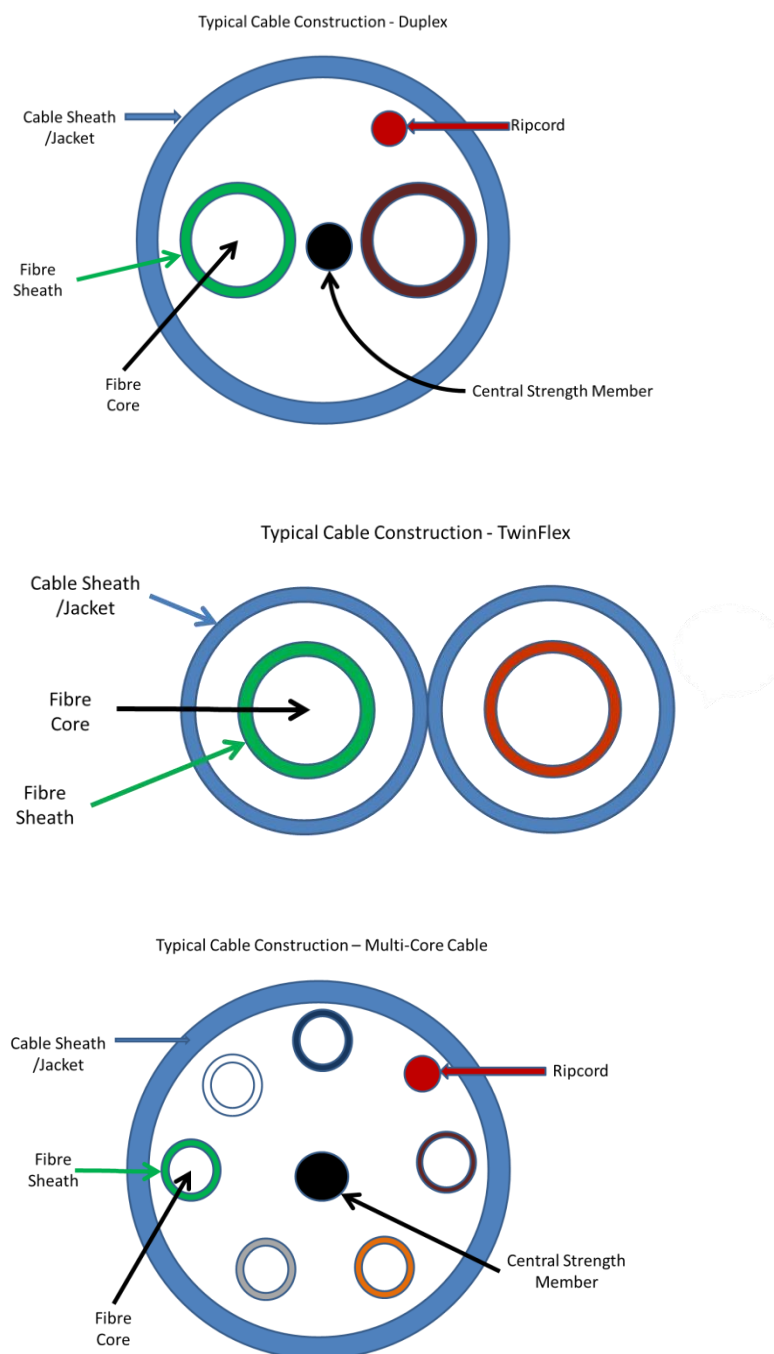 Typical Cable Construction - Duplex
Cable Sheath
/Jacket
Ripcord
Fibre
Sheath
Fibre
Core
Central Strength Member
Typical Cable Construction - TwinFlex
Cable Sheath
/Jacket
Fibre
Core
Fibre
Sheath
Typical Cable Construction – Multi-Core Cable
Cable Sheath
/Jacket
Ripcord
Fibre
Sheath
Central Strength
Member
Fibre
Core